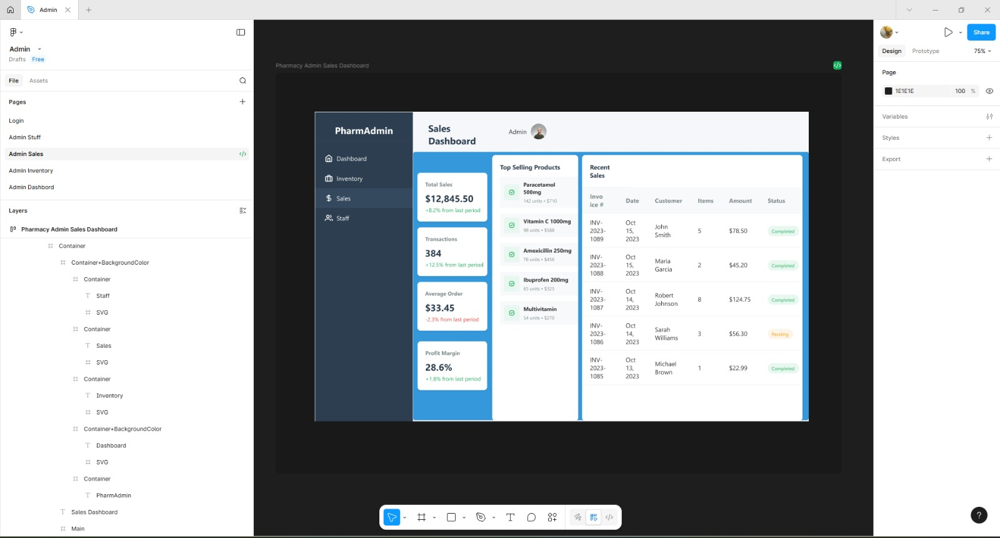 Admin
Admin
Drafts Free
File Assets
Pages
Login
Admin Stuff
Admin Sales
Admin Inventory
Admin Dashbord
Layers
Pharmacy Admin Sales Dashboard
Container
Container+BackgroundColor
Container
Staff
SVG
Container
Sales
SVG
Container
Inventory
SVG
Container+BackgroundColor
Dashboard
SVG
Container
PharmAdmin
Sales Dashboard
Main
Pharmacy Admin Sales Dashboard
</>
PharmAdmin
Dashboard
Inventory
Sales
Staff
Sales
Dashboard
Admin
Total Sales
$12,845.50
+8.2% from last period
Transactions
384
+12.5% from last period
Average Order
$33.45
-2.3% from last period
Profit Margin
28.6%
+1.8% from last period
Top Selling Products
Paracetamol
500mg
142 units • $710
Vitamin C 1000mg
98 units • $588
Amoxicillin 250mg
76 units • $456
Ibuprofen 200mg
65 units • $325
Multivitamin
54 units • $270
Recent
Sales
Invo
ice # Date Customer Items Amount Status
INV-
2023-
1089
Oct
15,
2023
John
Smith
5 $78.50 Completed
INV-
2023-
1088
Oct
15,
2023
Maria
Garcia
2 $45.20 Completed
INV-
2023-
1087
Oct
14,
2023
Robert
Johnson
8 $124.75 Completed
INV-
2023-
1086
Oct
14,
2023
Sarah
Williams
3 $56.30 Pending
INV-
2023-
1085
Oct
13,
2023
Michael
Brown
1 $22.99 Completed
Share
Design Prototype 75%
Page
1E1E1E 100 %
Variables
Styles
Export
?